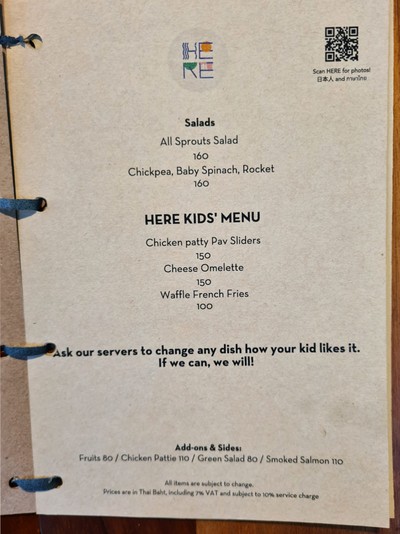 HE
RE
Scan HERE for photos!
日本人 and ภาษาไทย
Salads
All Sprouts Salad
160
Chickpea, Baby Spinach, Rocket
160
HERE KIDS' MENU
Chicken patty Pav Sliders
150
Cheese Omelette
150
Waffle French Fries
100
Ask our servers to change any dish how your kid likes it.
If we can, we will!
Add-ons & Sides:
Fruits 80 / Chicken Pattie 110 / Green Salad 80 / Smoked Salmon 110
All items are subject to change.
Prices are in Thai Baht, including 7% VAT and subject to 10% service charge